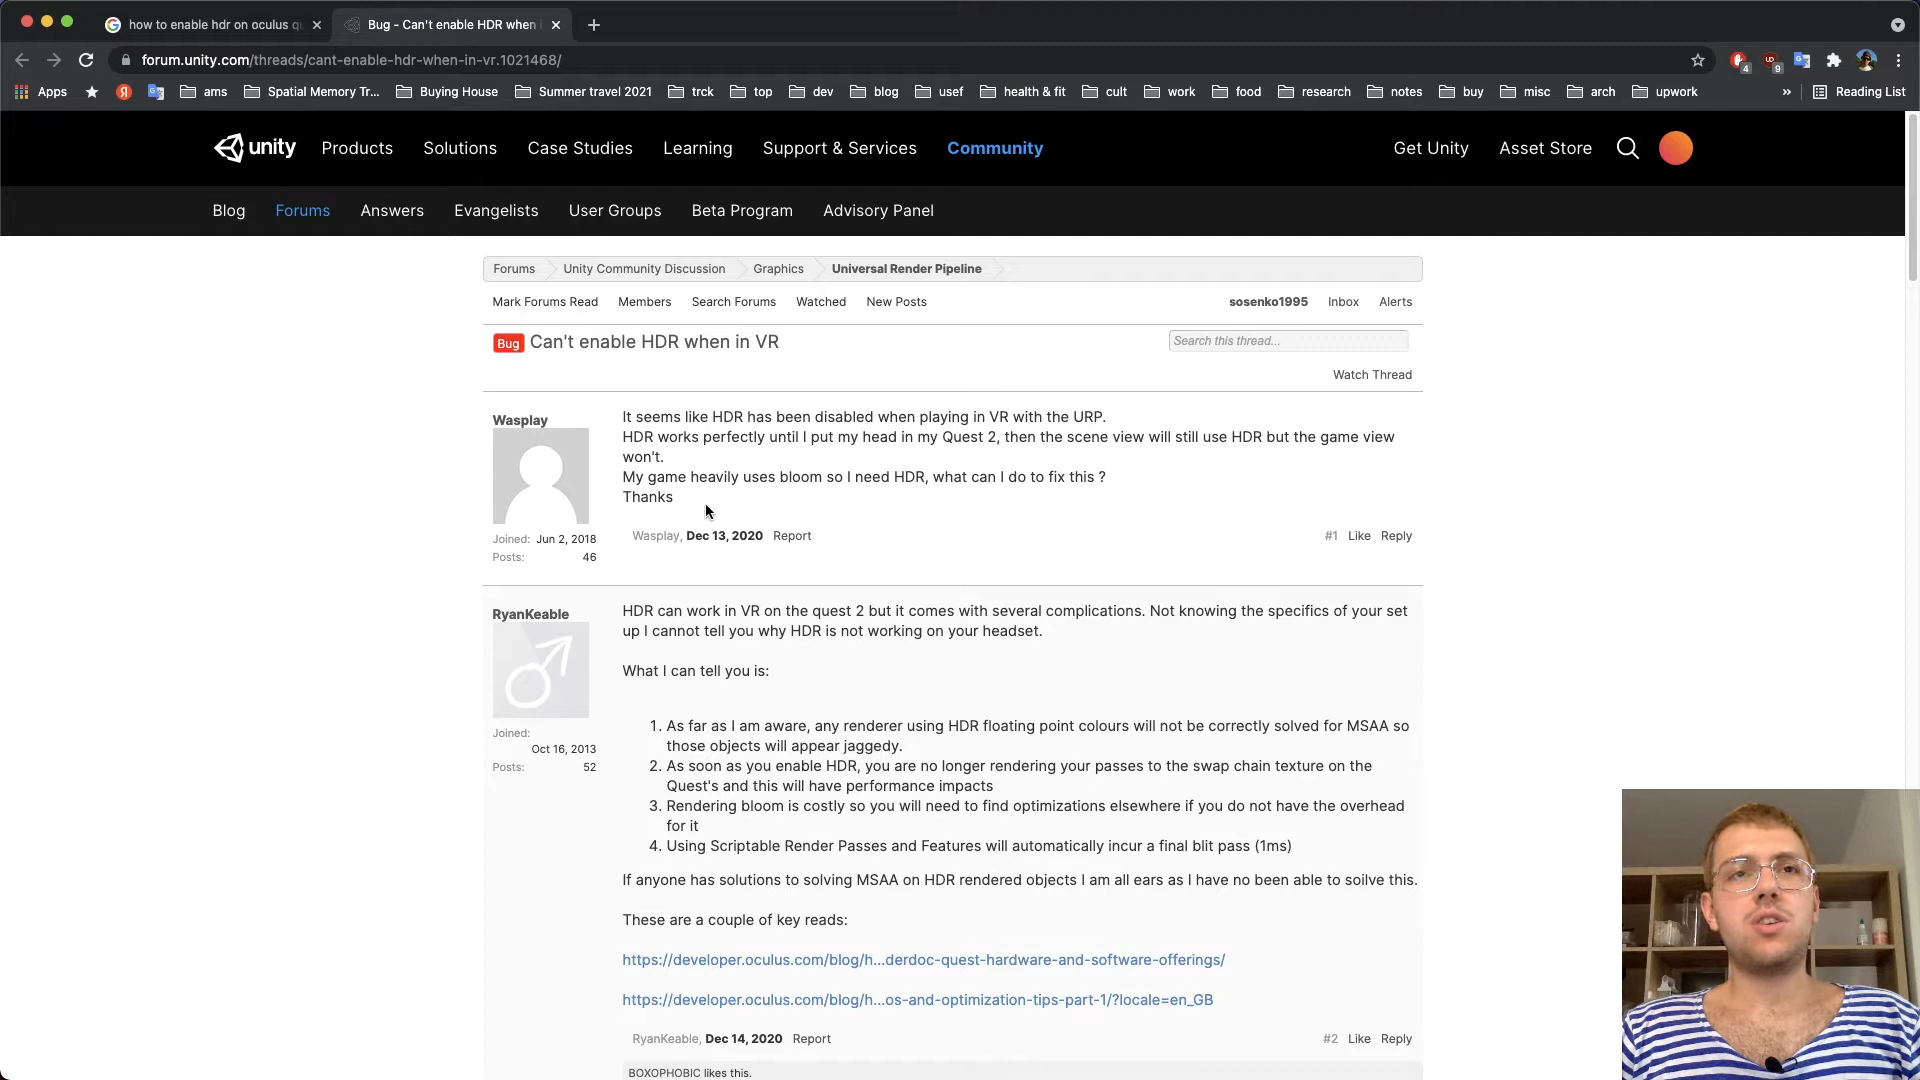 how to enable hdr on oculus q
Bug - Can't enable HDR when
forum.unity.com/threads/cant-enable-hdr-when-in-vr.1021468/
4
UD
9
Apps
Я
ams
Spatial Memory Tr...
Buying House
Summer travel 2021
trck
top
dev
blog
usef
health & fit
cult
work
food
research
notes
buy
misc
arch
upwork
»
Reading List
unity
Products
Solutions
Case Studies
Learning
Support & Services
Community
Get Unity
Asset Store
Blog
Forums
Answers
Evangelists
User Groups
Beta Program
Advisory Panel
Forums
Unity Community Discussion
Graphics
Universal Render Pipeline
Mark Forums Read
Members
Search Forums
Watched
New Posts
sosenko1995
Inbox
Alerts
Bug Can't enable HDR when in VR
Search this thread...
Watch Thread
Wasplay
Joined: Jun 2, 2018
Posts: 46
It seems like HDR has been disabled when playing in VR with the URP.
HDR works perfectly until I put my head in my Quest 2, then the scene view will still use HDR but the game view
won't.
My game heavily uses bloom so I need HDR, what can I do to fix this ?
Thanks
Wasplay, Dec 13, 2020 Report
#1 Like Reply
RyanKeable
Joined:
Oct 16, 2013
Posts: 52
HDR can work in VR on the quest 2 but it comes with several complications. Not knowing the specifics of your set
up I cannot tell you why HDR is not working on your headset.
What I can tell you is:
1. As far as I am aware, any renderer using HDR floating point colours will not be correctly solved for MSAA so
those objects will appear jaggedy.
2. As soon as you enable HDR, you are no longer rendering your passes to the swap chain texture on the
Quest's and this will have performance impacts
3. Rendering bloom is costly so you will need to find optimizations elsewhere if you do not have the overhead
for it
4. Using Scriptable Render Passes and Features will automatically incur a final blit pass (1ms)
If anyone has solutions to solving MSAA on HDR rendered objects I am all ears as I have no been able to soilve this.
These are a couple of key reads:
https://developer.oculus.com/blog/h...derdoc-quest-hardware-and-software-offerings/
https://developer.oculus.com/blog/h...os-and-optimization-tips-part-1/?locale=en_GB
RyanKeable, Dec 14, 2020 Report
#2 Like Reply
BOXOPHOBIC likes this.